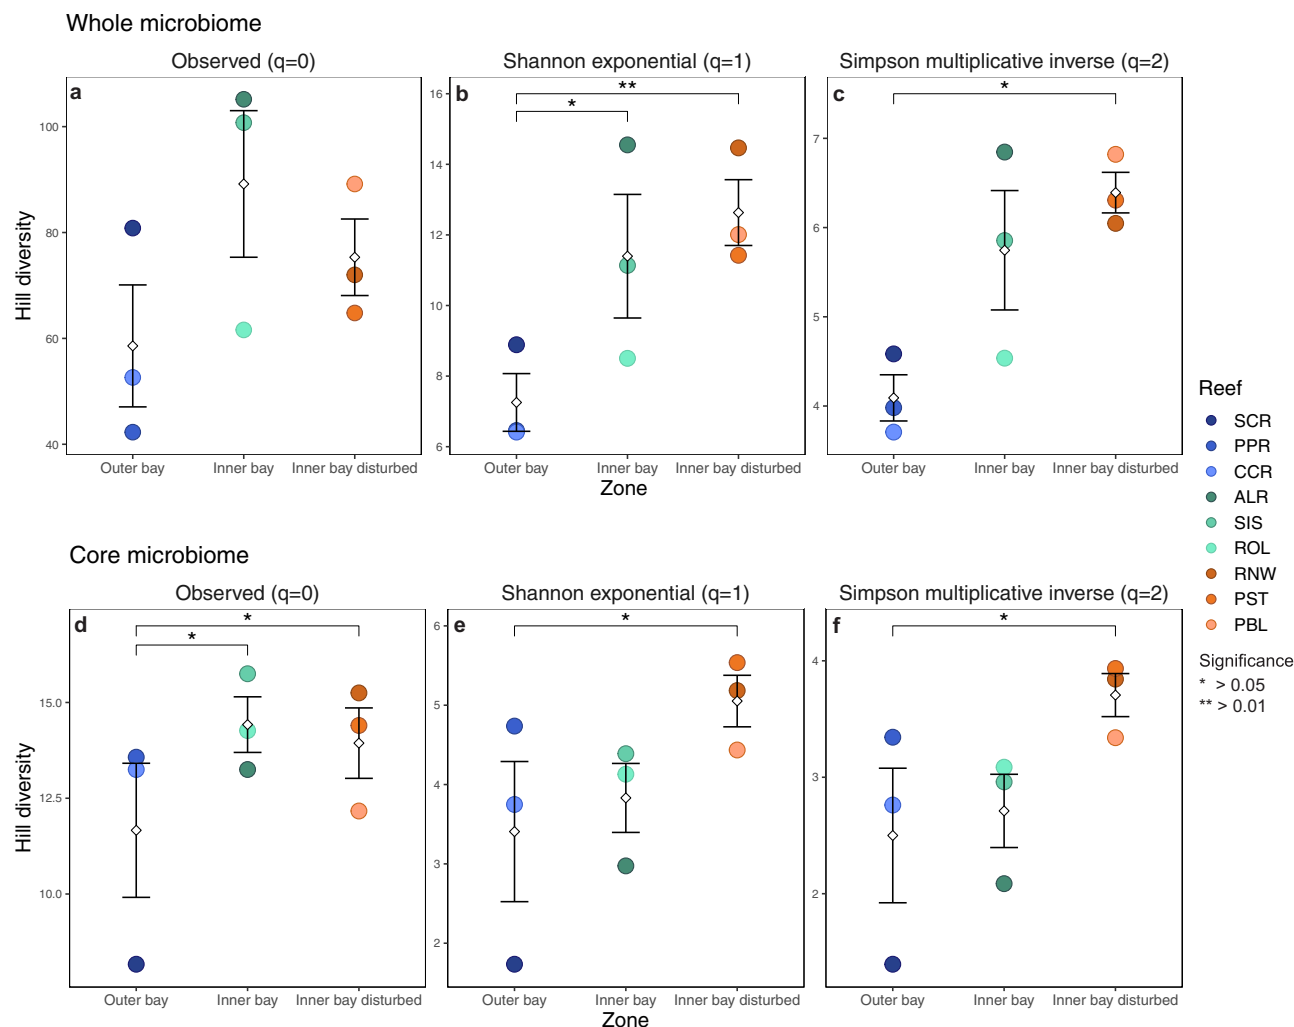 Whole microbiome
Observed (q=0)
Shannon exponential (q=1)
Simpson multiplicative inverse (q=2)
a
b
c
**
*
*
Hill diversity
100
80
60
40
16
14
12
10
8
6
7
6
5
4
Outer bay
Inner bay
Inner bay disturbed
Outer bay
Inner bay
Inner bay disturbed
Outer bay
Inner bay
Inner bay disturbed
Zone
Reef
SCR
PPR
CCR
ALR
SIS
ROL
RNW
PST
PBL
Significance
* > 0.05
** > 0.01
Core microbiome
Observed (q=0)
Shannon exponential (q=1)
Simpson multiplicative inverse (q=2)
d
e
f
*
*
*
*
Hill diversity
15.0
12.5
10.0
6
5
4
3
2
4
3
2
Outer bay
Inner bay
Inner bay disturbed
Outer bay
Inner bay
Inner bay disturbed
Outer bay
Inner bay
Inner bay disturbed
Zone